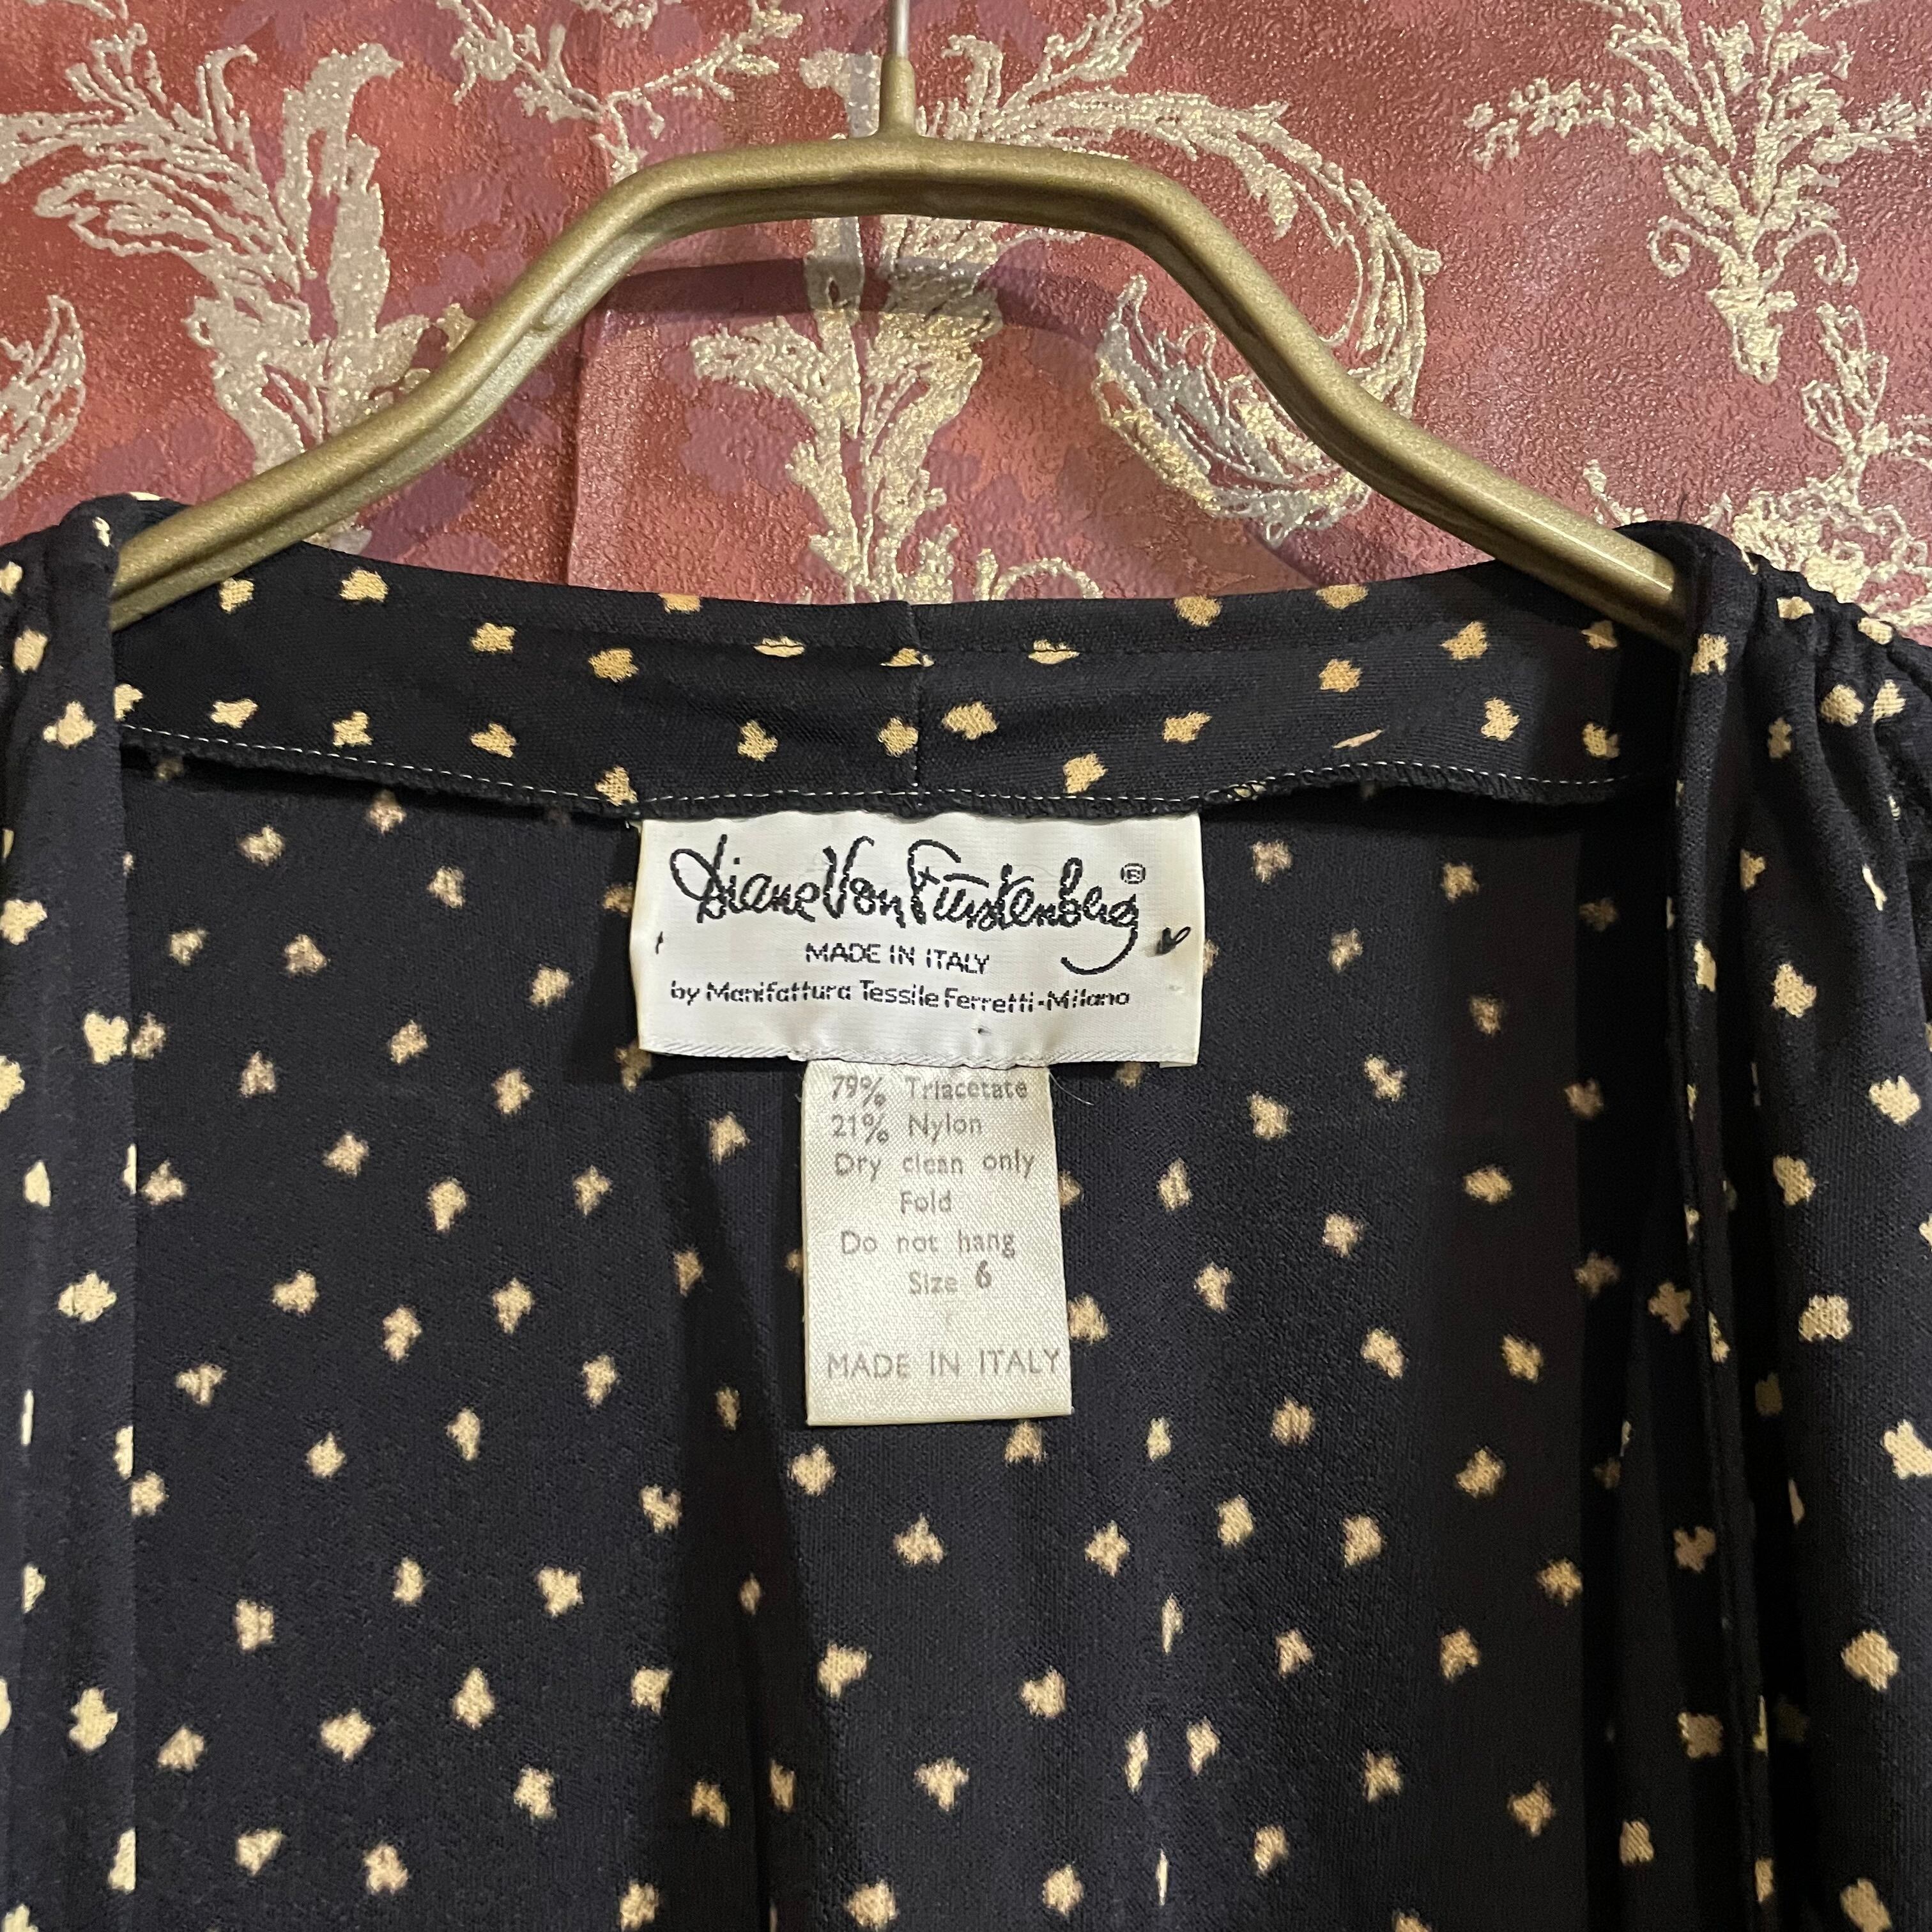 Diane Von Furstenberg ®
MADE IN ITALY
by Manifattura Tessile Ferretti-Milano
79% Triacetate
21% Nylon
Dry clean only
Fold
Do not hang
Size 6
MADE IN ITALY